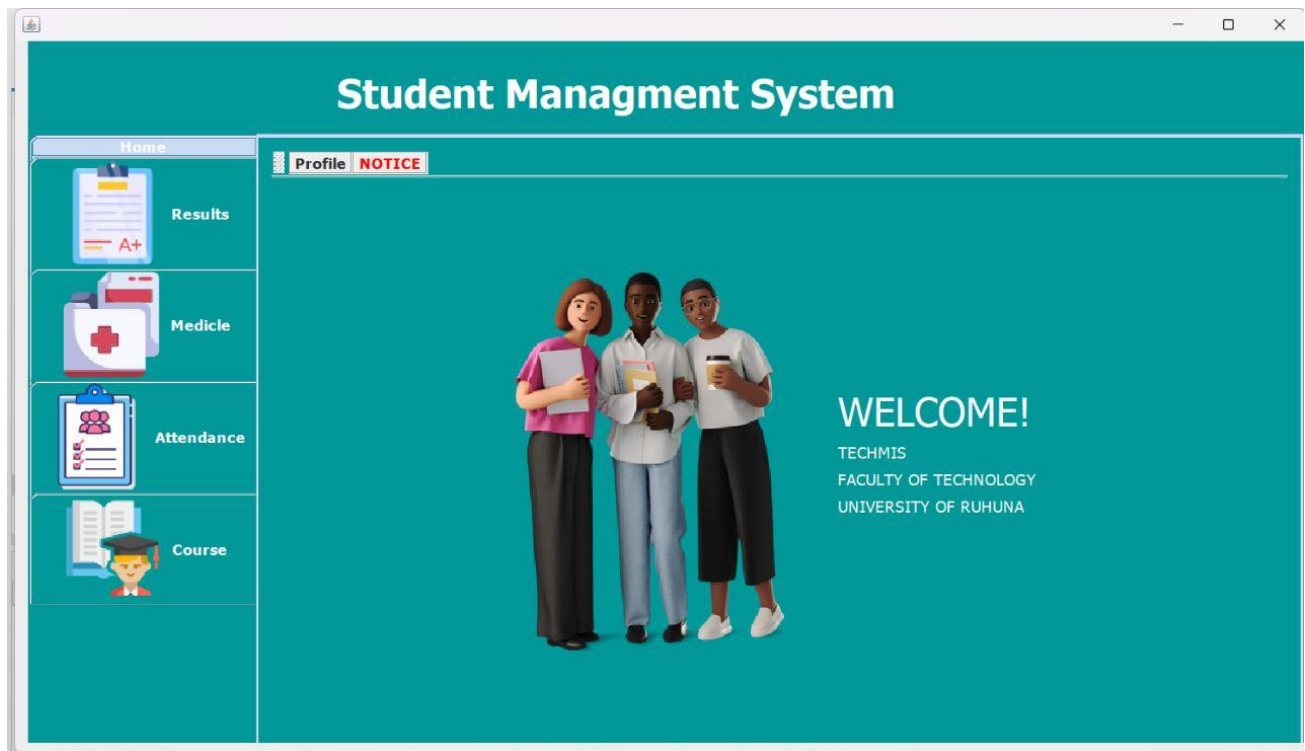 Student Managment System
Home
Profile NOTICE
Results
A+
Medicle
Attendance
Course
WELCOME!
TECHMIS
FACULTY OF TECHNOLOGY
UNIVERSITY OF RUHUNA